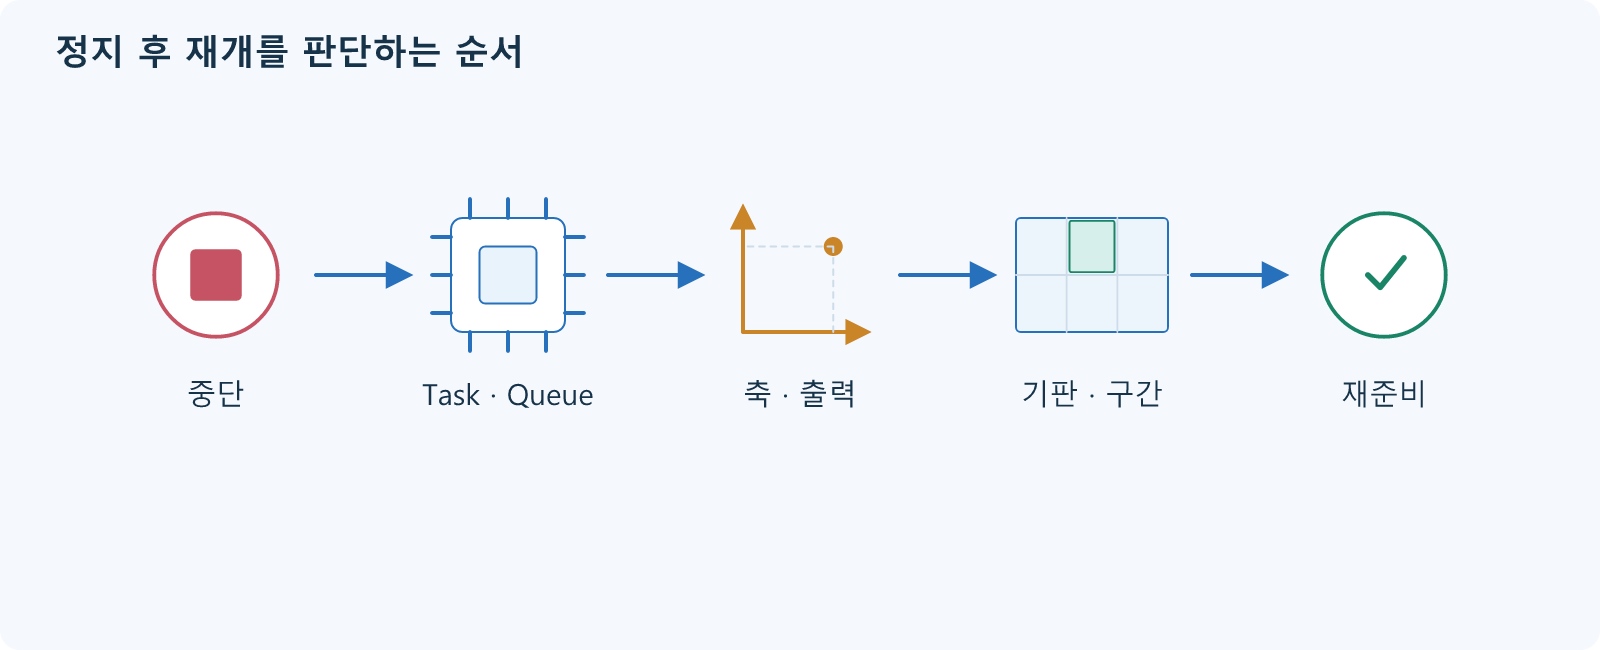 정지 후 재개를 판단하는 순서
중단
Task · Queue
축 · 출력
기판 · 구간
재준비